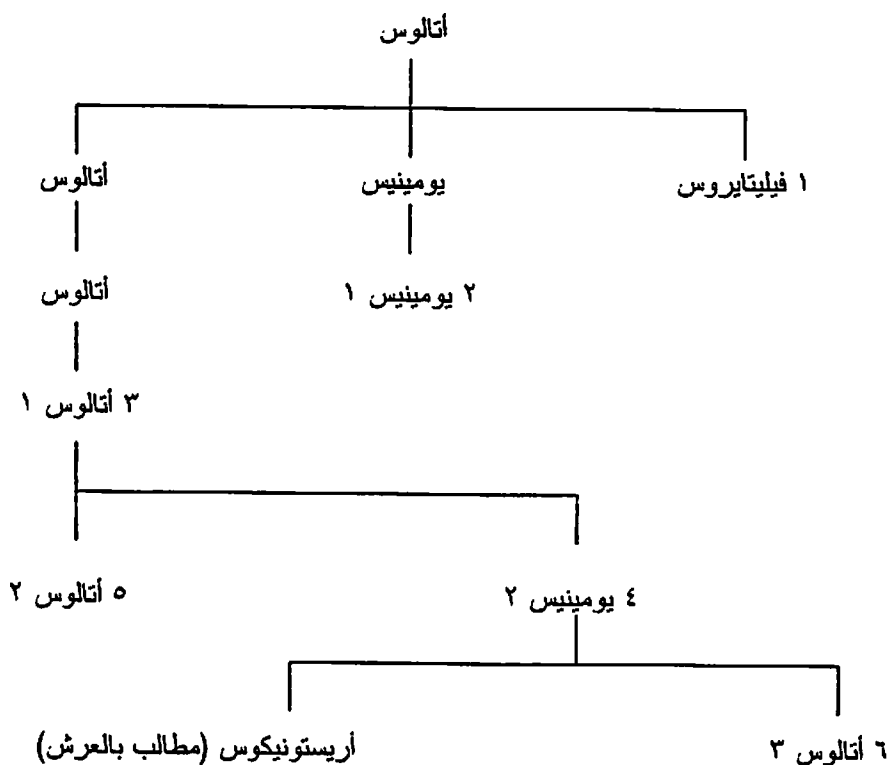 أتالوس
١ فيليتايروس
يومينيس
أتالوس
٢ يومينيس ١
أتالوس
٣ أتالوس ١
٤ يومينيس ٢
٥ أتالوس ٢
٦ أتالوس ٣
أريستونيكوس (مطالب بالعرش)